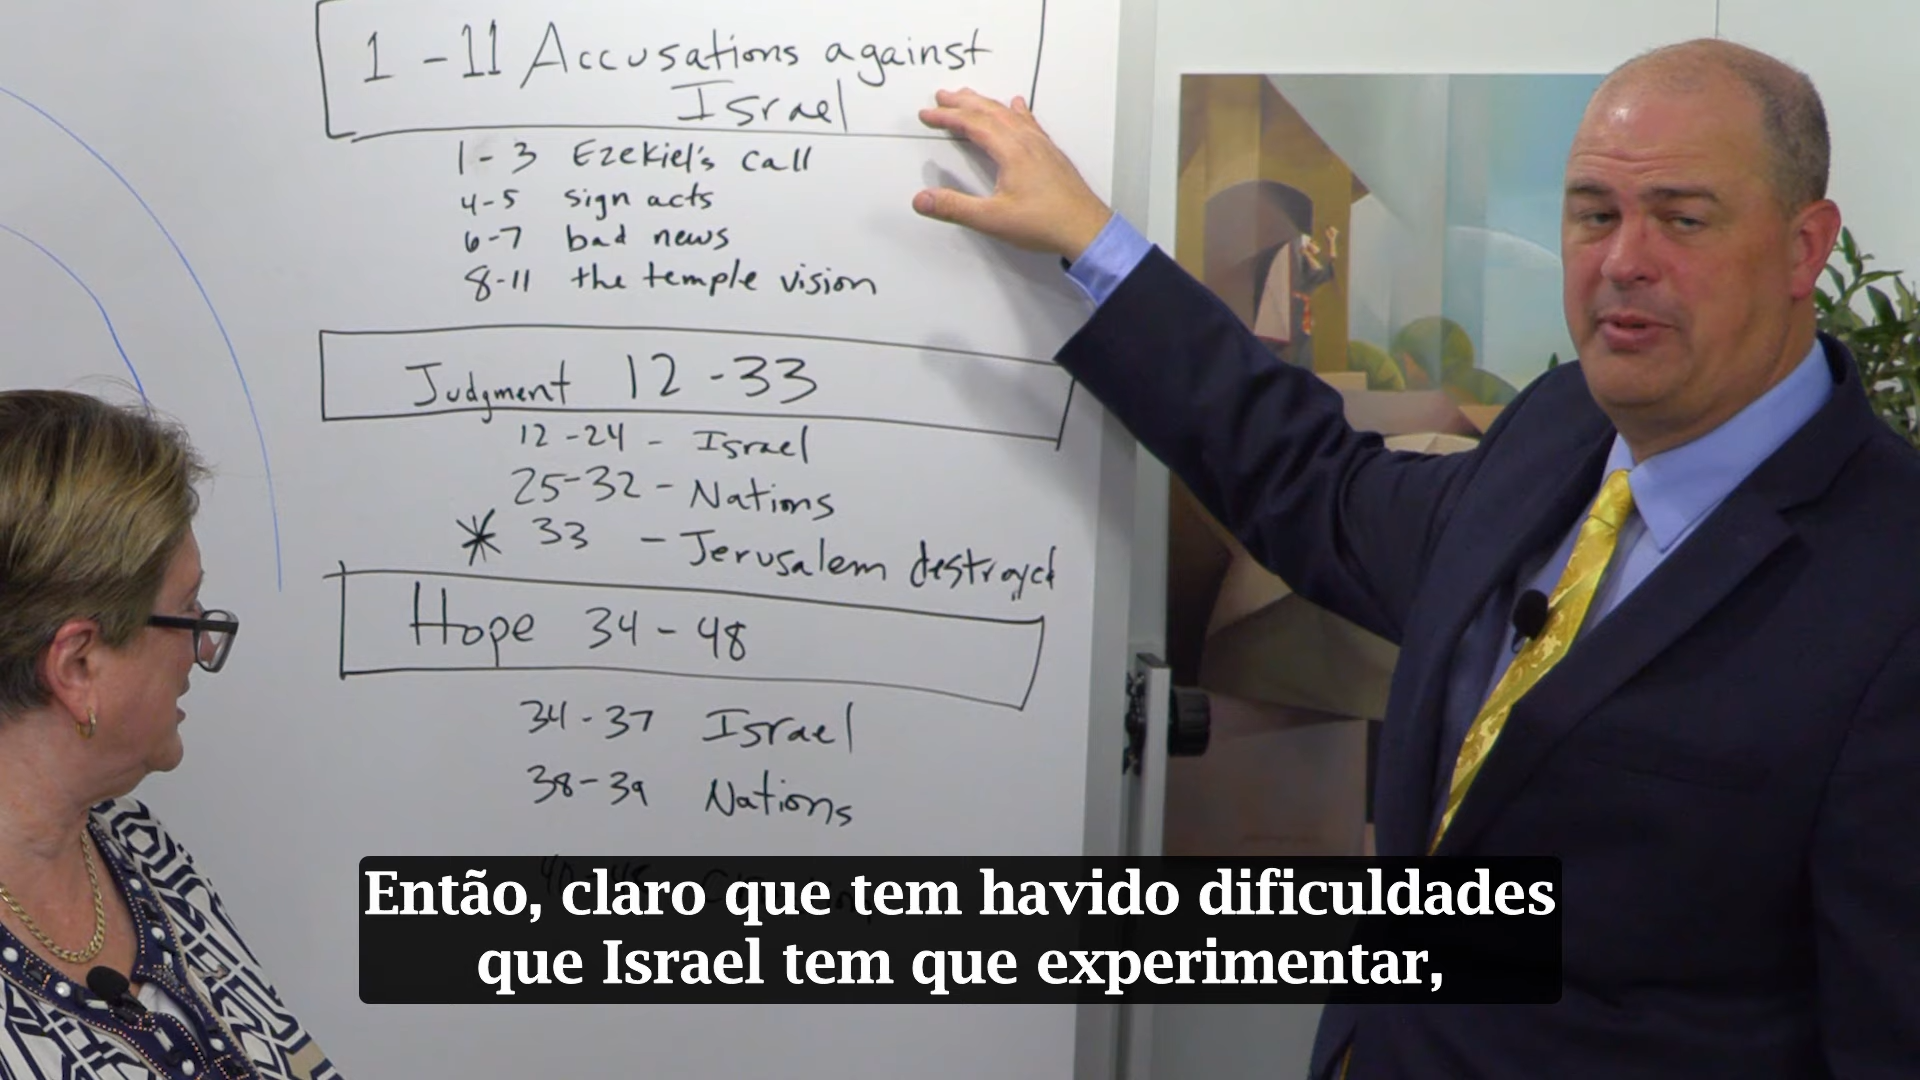 1 - 11 Accusations against
Israel
1 - 3 Ezekiel's call
4-5 sign acts
6-7 bad news
8-11 the temple vision
Judgment 12 - 33
12 - 24 - Israel
25-32 - Nations
* 33 - Jerusalem destroyed
Hope 34 - 48
34 - 37 Israel
38 - 39 Nations
Então, claro que tem havido dificuldades
que Israel tem que experimentar,